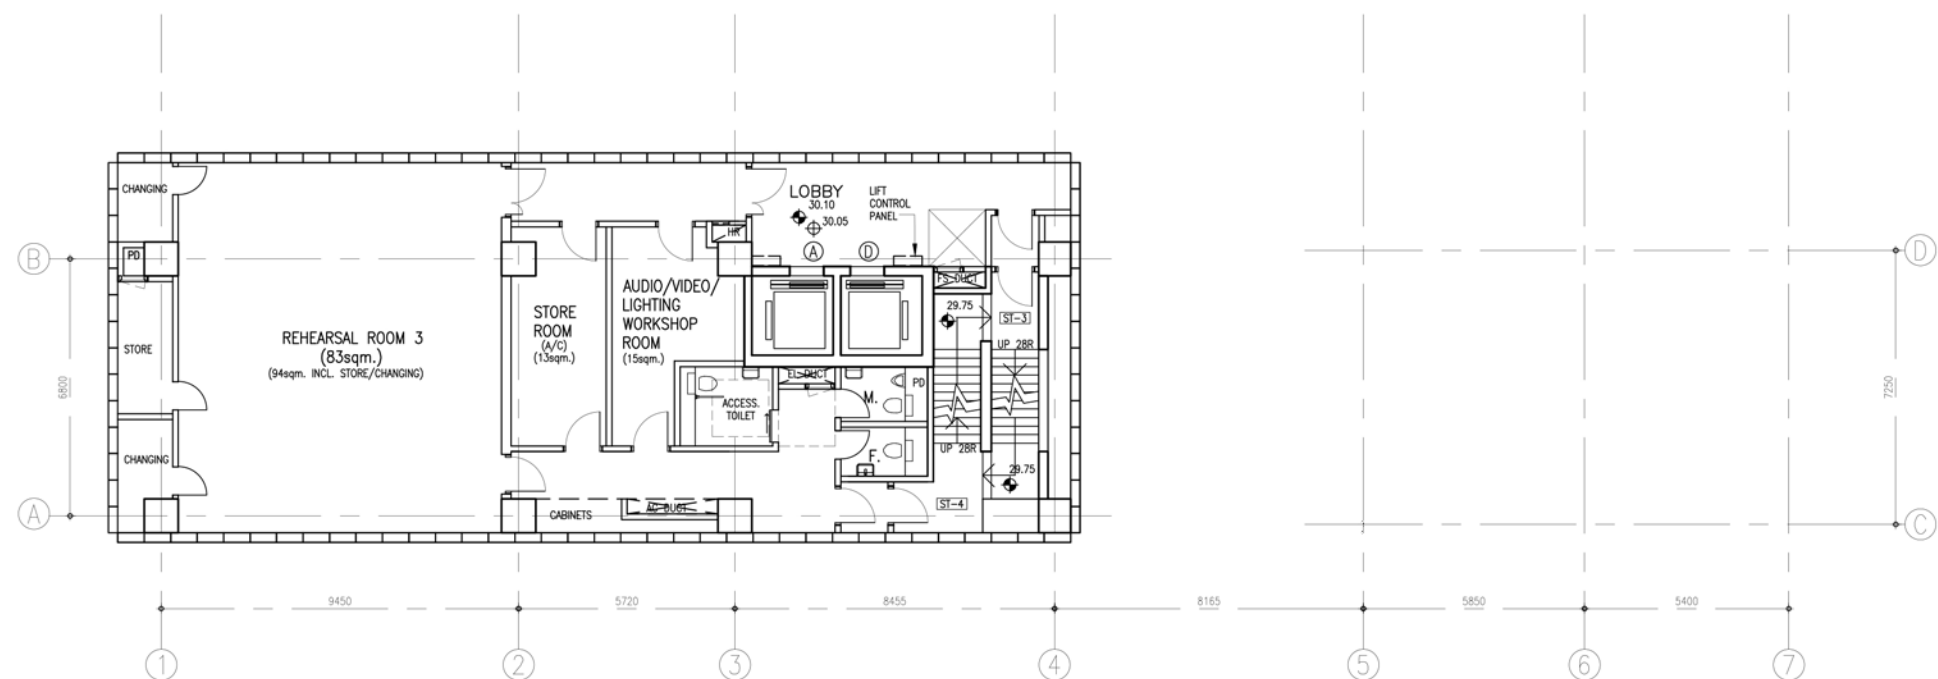 CHANGING
LOBBY
30.10
30.05
LIFT
CONTROL
PANEL
HR
B
PD
A
D
D
FS DUCT
AUDIO/VIDEO/
LIGHTING
WORKSHOP
ROOM
(15sqm.)
STORE
ROOM
(A/C)
(13sqm.)
29.75
ST-3
REHEARSAL ROOM 3
(83sqm.)
(94sqm. INCL. STORE/CHANGING)
STORE
UP 28R
EL DUCT
PD
M.
ACCESS.
TOILET
6800
7250
CHANGING
F.
UP 28R
29.75
ST-4
A
CABINETS
AC DUCT
C
9450
5720
8455
8165
5850
5400
1
2
3
4
5
6
7